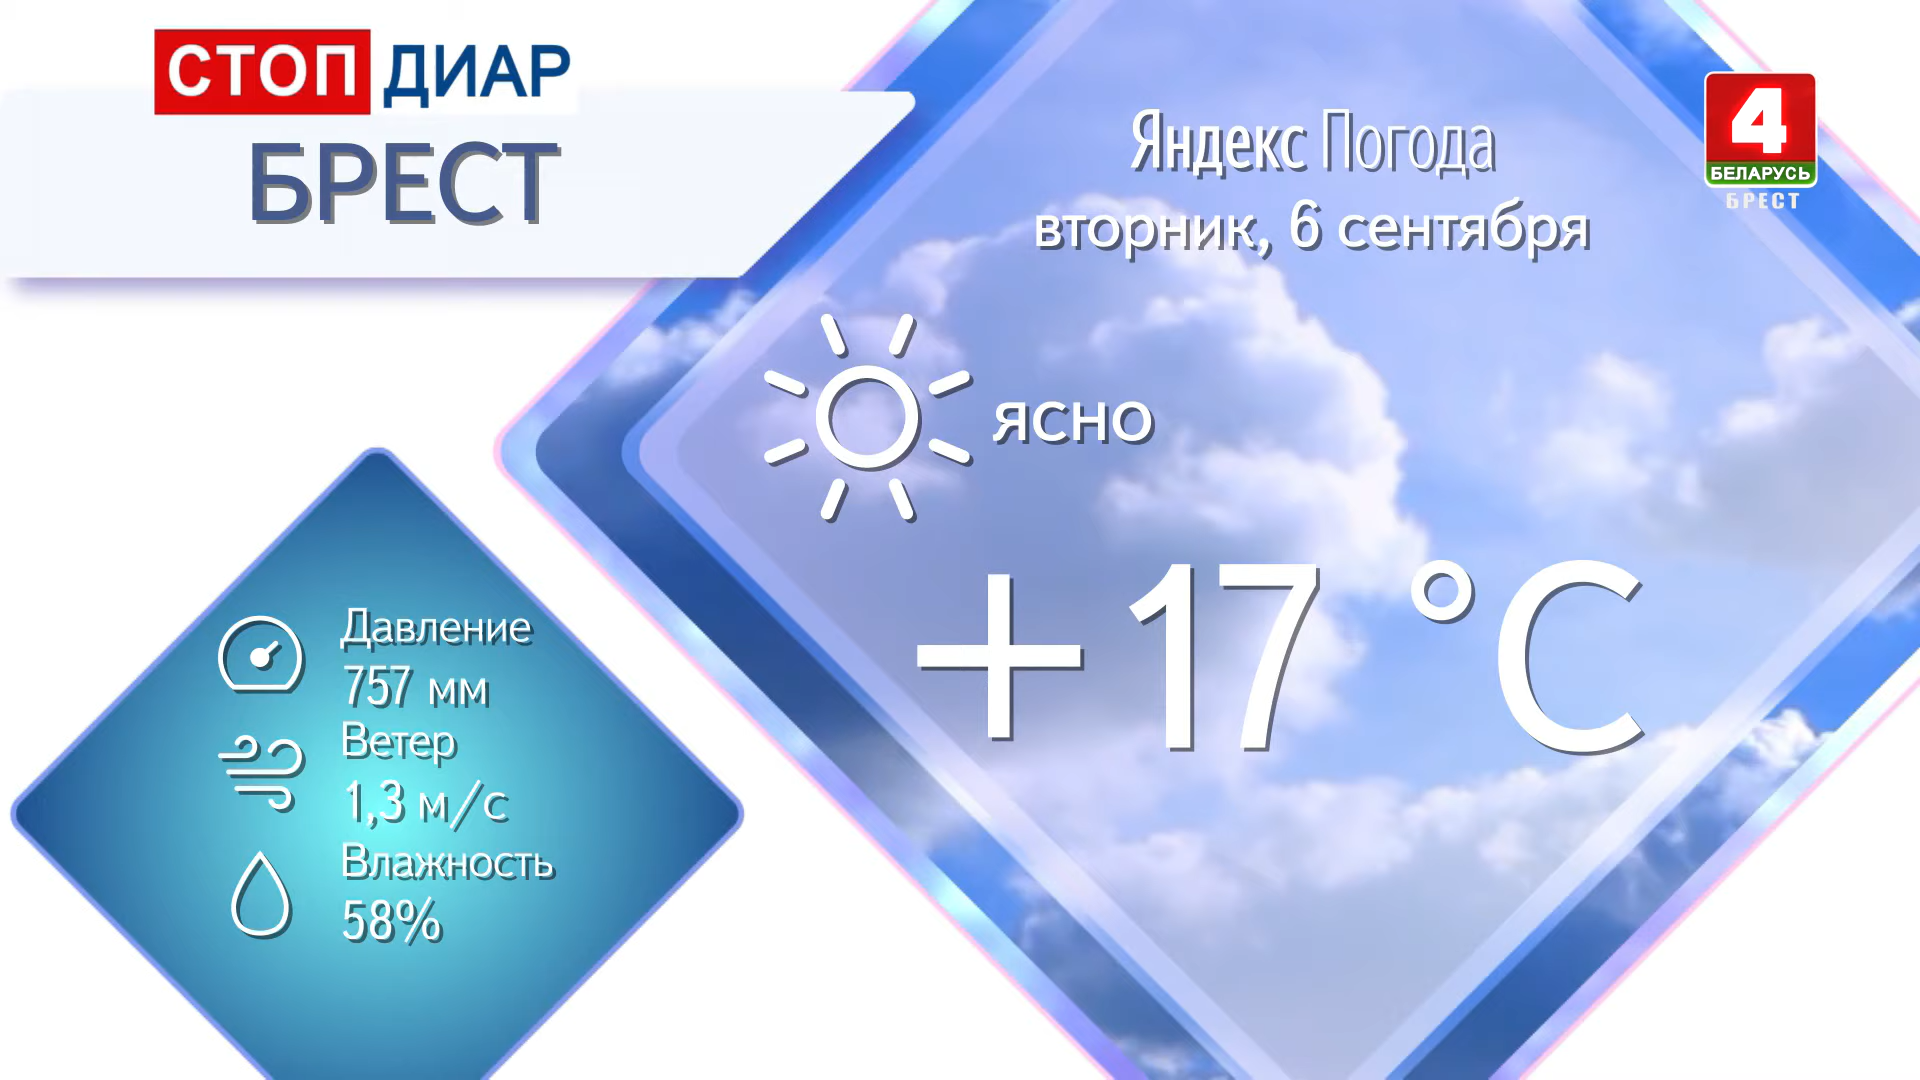 СТОП ДИАР
БРЕСТ
Яндекс Погода
вторник, 6 сентября
4
БЕЛАРУСЬ
БРЕСТ
ясно
+17 °C
Давление
757 мм
Ветер
1,3 м/с
Влажность
58%